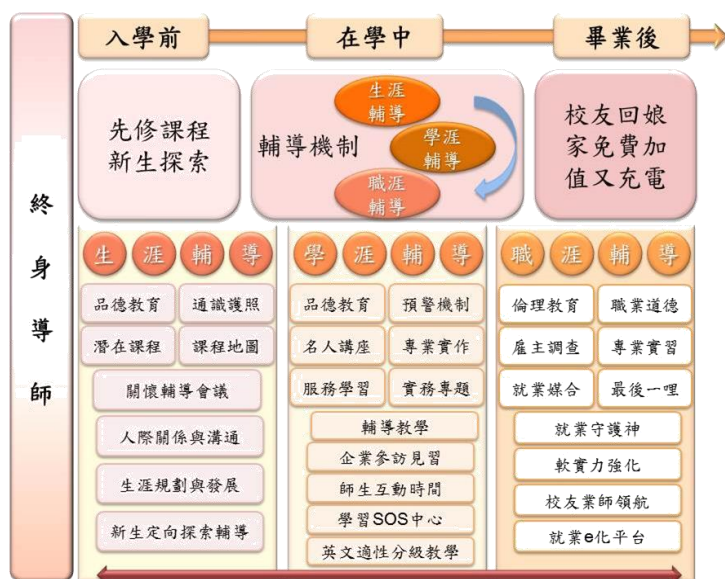 終身導師
入學前
在學中
畢業後
先修課程
新生探索
輔導機制
生涯
輔導
學涯
輔導
職涯
輔導
校友回娘
家免費加
值又充電
生涯輔導
品德教育
通識護照
潛在課程
課程地圖
關懷輔導會議
人際關係與溝通
生涯規劃與發展
新生定向探索輔導
學涯輔導
品德教育
預警機制
名人講座
專業實作
服務學習
實務專題
輔導教學
企業參訪見習
師生互動時間
學習SOS中心
英文適性分級教學
職涯輔導
倫理教育
職業道德
雇主調查
專業實習
就業媒合
最後一哩
就業守護神
軟實力強化
校友業師領航
就業e化平台